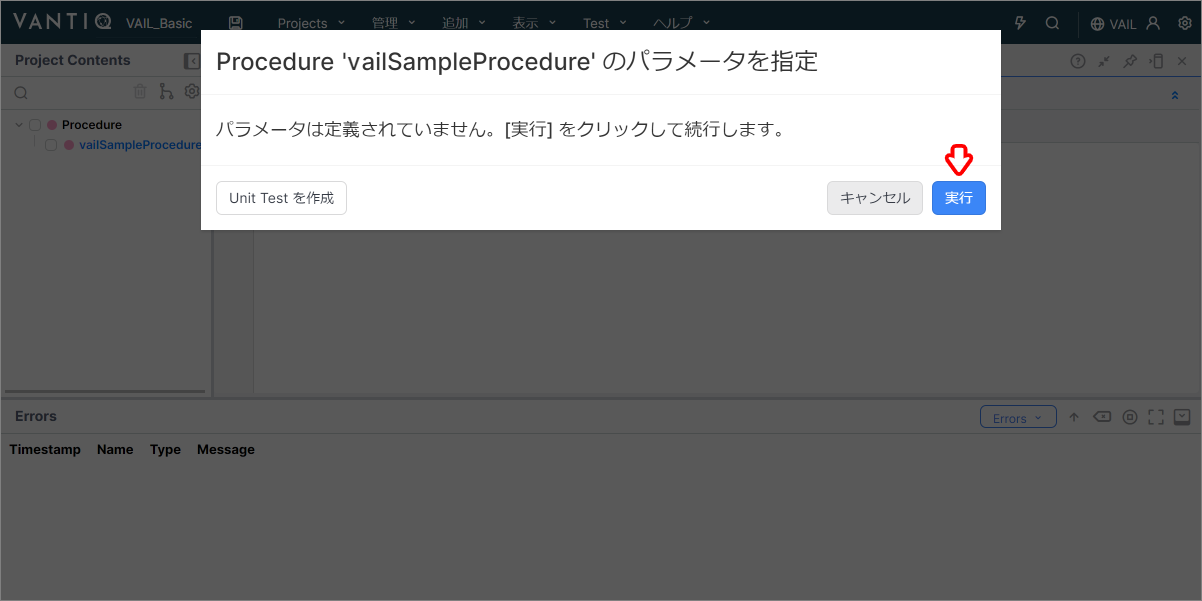 VANTIQ VAIL_Basic Projects 管理 追加 表示 Test ヘルプ VAIL
Project Contents
Procedure 'vailSampleProcedure' のパラメータを指定
パラメータは定義されていません。[実行] をクリックして続行します。
Procedure
vailSampleProcedure
Unit Test を作成 キャンセル 実行
Errors Errors
Timestamp Name Type Message